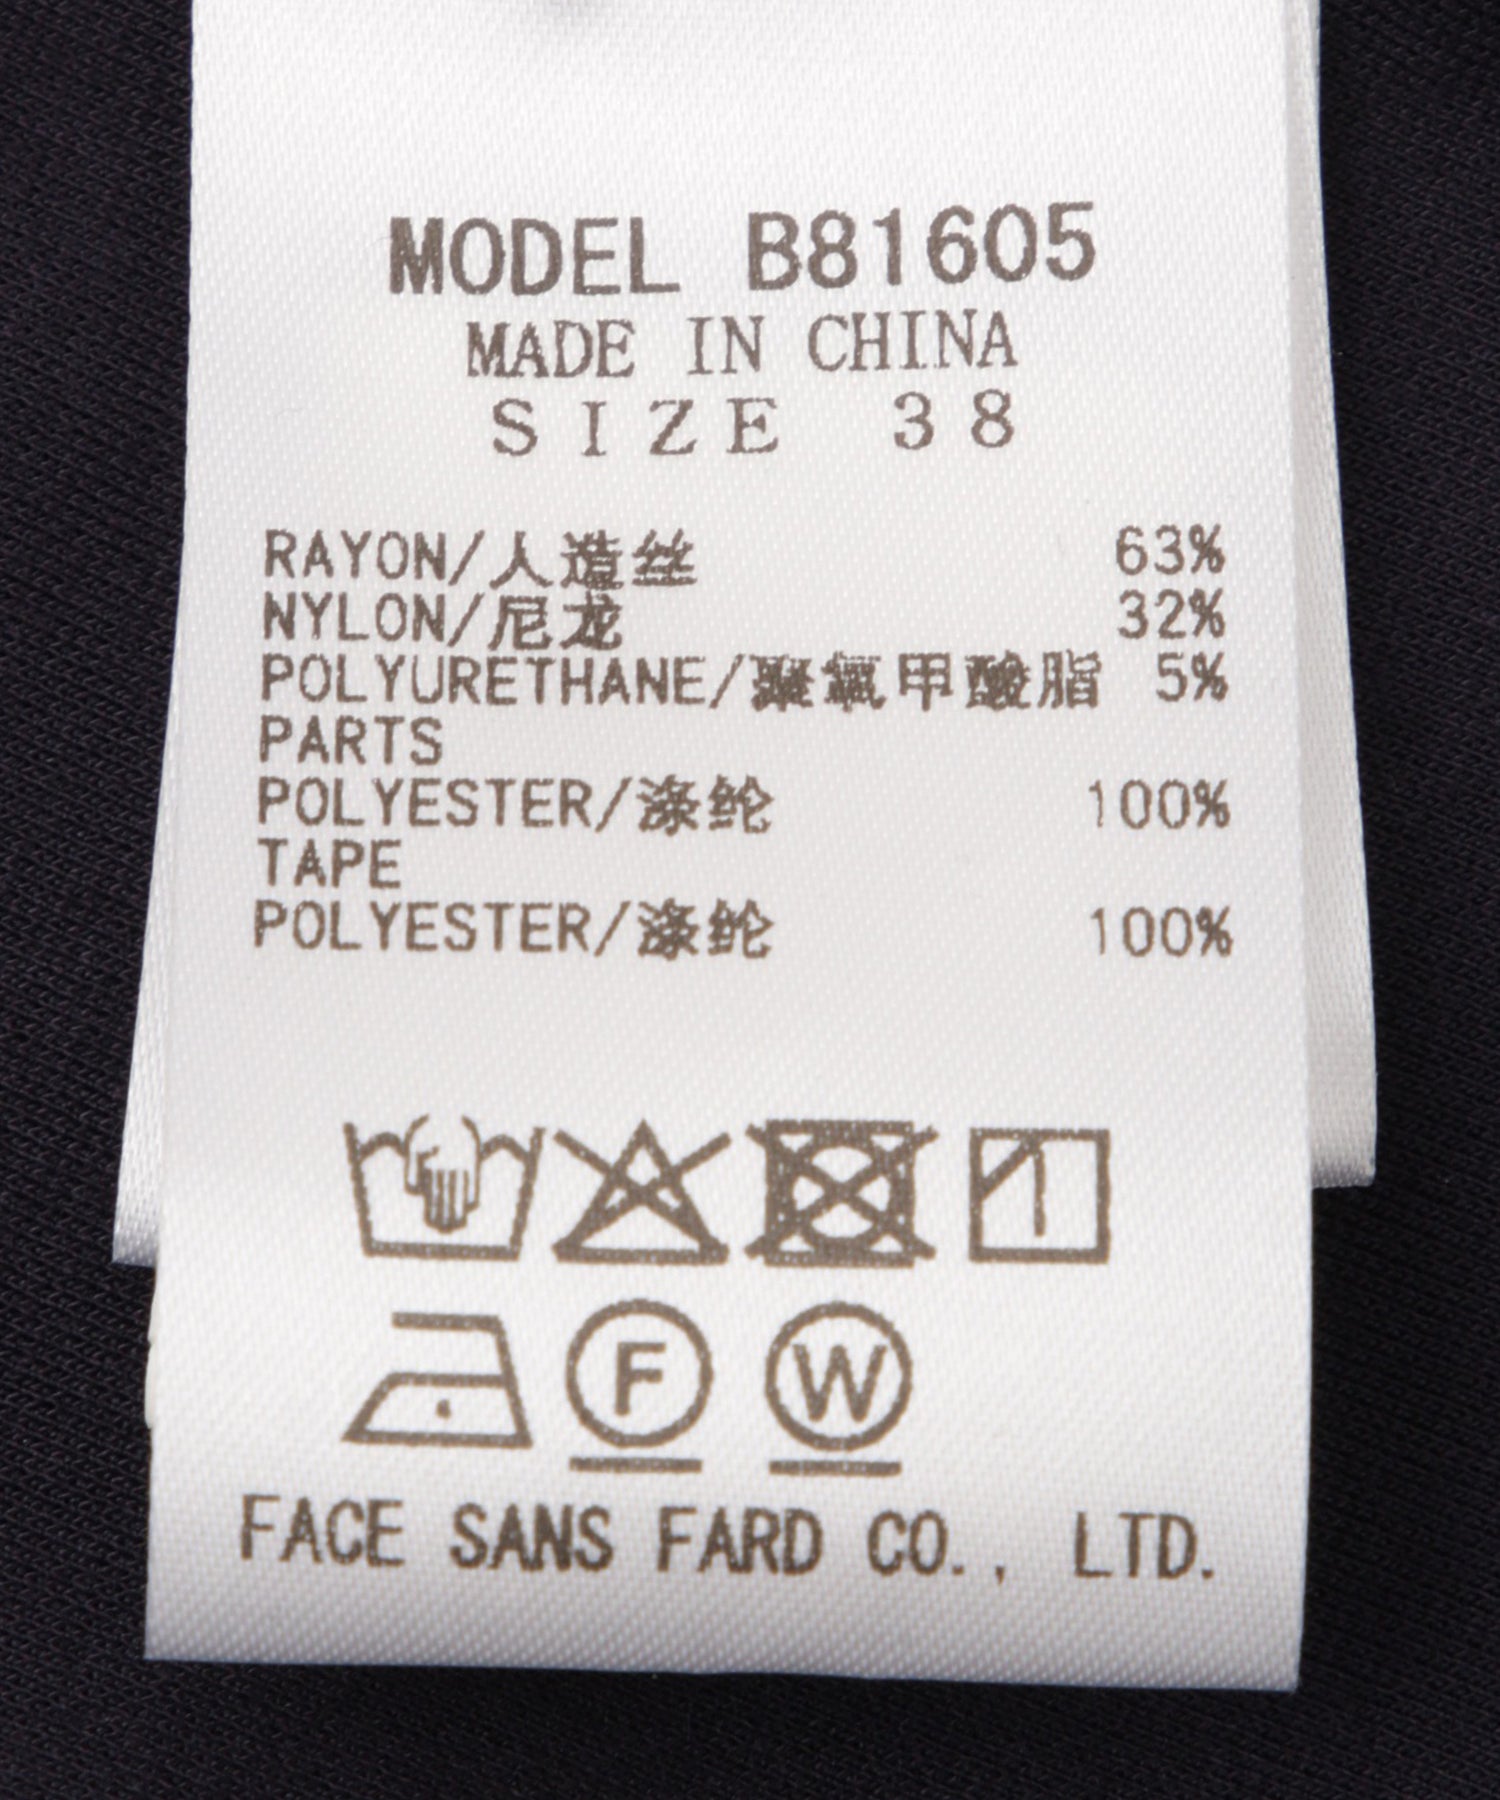 MODEL B81605
MADE IN CHINA
SIZE 38
RAYON/人造丝 63%
NYLON/尼龙 32%
POLYURETHANE/聚氨甲酸脂 5%
PARTS
POLYESTER/涤纶 100%
TAPE
POLYESTER/涤纶 100%
F W
FACE SANS FARD CO., LTD.